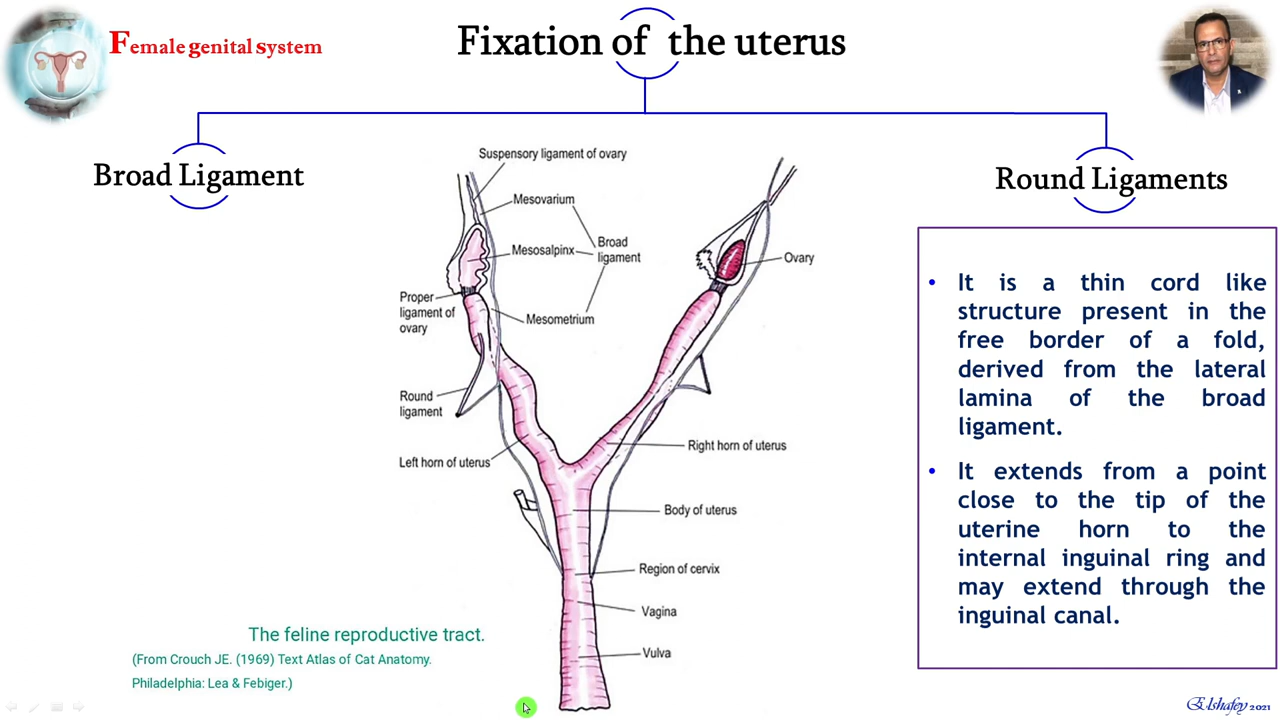 Female genital system
Fixation of the uterus
Broad Ligament
Round Ligaments
Suspensory ligament of ovary
Mesovarium
Mesosalpinx
Broad
ligament
Ovary
Proper
ligament of
ovary
Mesometrium
Round
ligament
Right horn of uterus
Left horn of uterus
Body of uterus
Region of cervix
Vagina
Vulva
The feline reproductive tract.
(From Crouch JE. (1969) Text Atlas of Cat Anatomy.
Philadelphia: Lea & Febiger.)
• It is a thin cord like
structure present in the
free border of a fold,
derived from the lateral
lamina of the broad
ligament.
• It extends from a point
close to the tip of the
uterine horn to the
internal inguinal ring and
may extend through the
inguinal canal.
Elshafey 2021